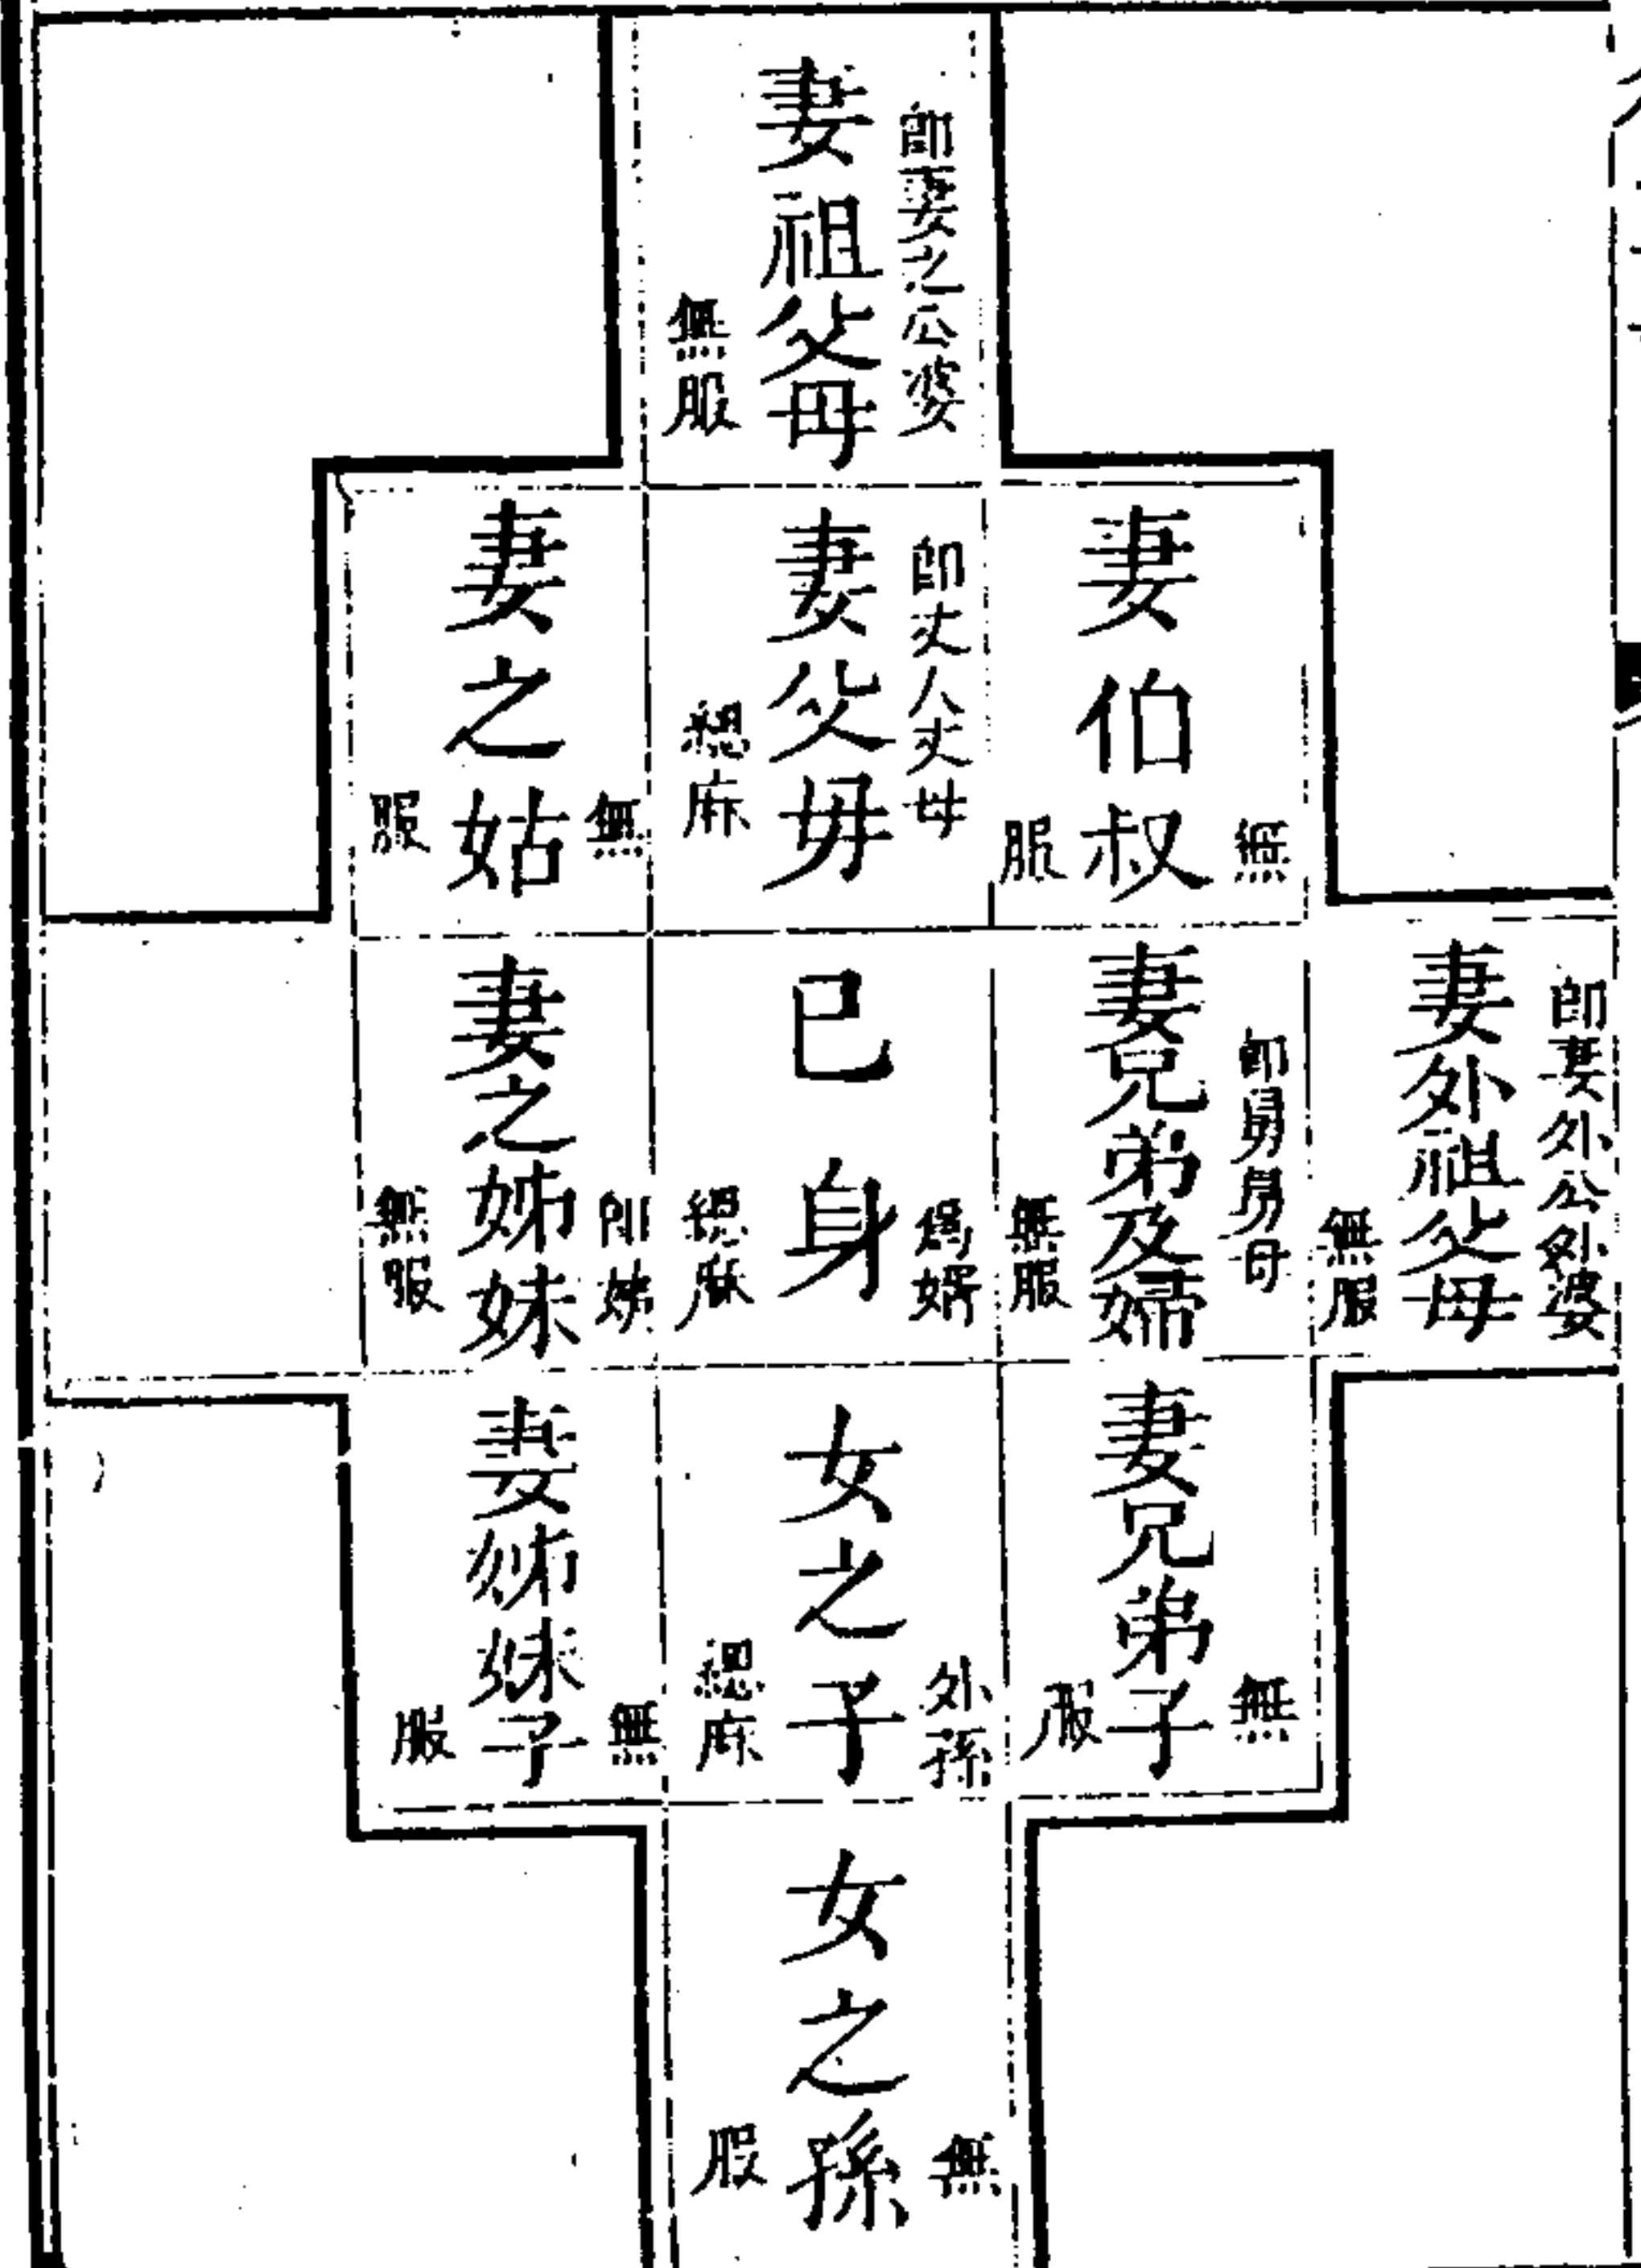 即妻之公婆
妻祖父母
無服
妻伯叔
無服
即丈人丈母
妻父母
緦麻
妻之姑
無服
即妻外公外婆
妻外祖父母
無服
即舅舅母
妻兄弟及婦
無服
為婿
已身
緦麻
即姨
妻之姊妹
無服
妻兄弟子
無服
外孫
女之子
緦麻
妻姊妹子
無服
女之孫
無服